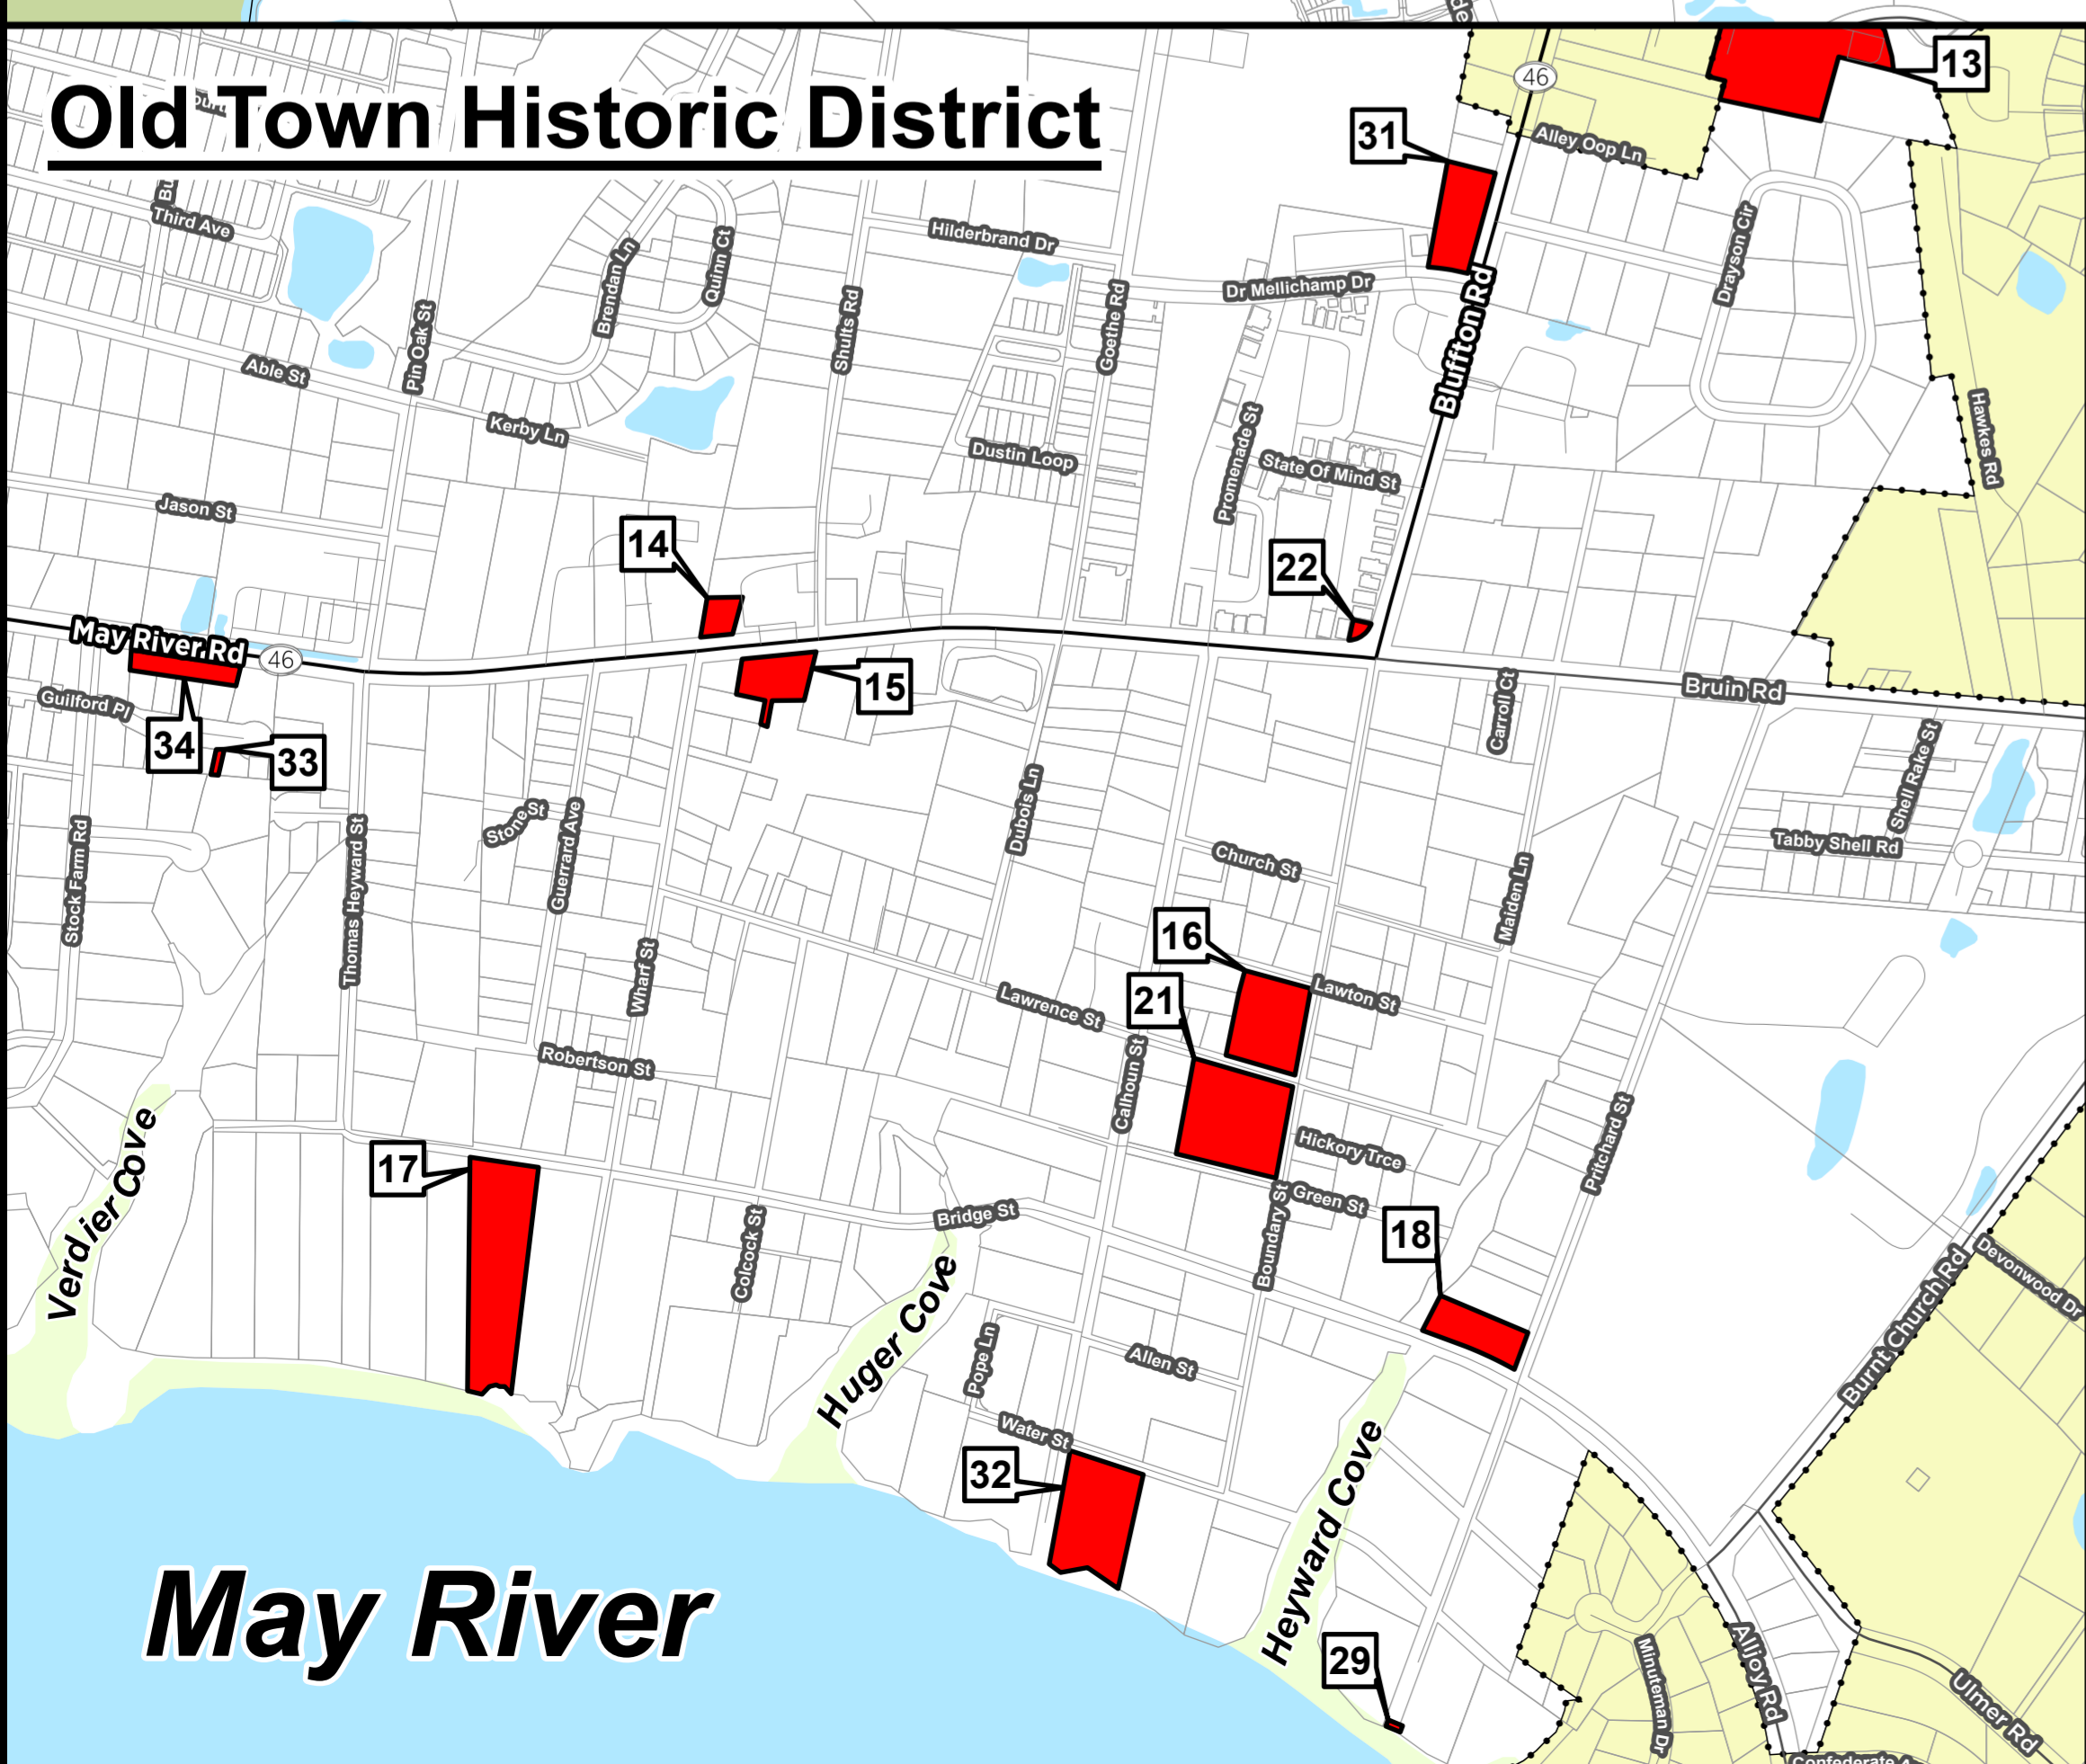 13
46
Old Town Historic District
31
Alley Oop Ln
Third Ave
Hilderbrand Dr
Quinn Ct
Brendan Ln
Drayson Cir
Dr Mellichamp Dr
Shults Rd
Goethe Rd
Pin Oak St
Bluffton Rd
Able St
Kerby Ln
Dustin Loop
Promenade St
State Of Mind St
Hawkes Rd
Jason St
14
22
May River Rd
46
15
Bruin Rd
Carroll Ct
Guilford Pl
34
33
Shell Rake St
Tabby Shell Rd
Stone St
Guerrard Ave
Dubois Ln
Church St
Stock Farm Rd
Thomas Heyward St
Maiden Ln
16
Wharf St
Lawrence St
21
Lawton St
Robertson St
Calhoun St
Pritchard St
Verdier Cove
17
Hickory Trce
Green St
Bridge St
Colcock St
Boundary St
18
Devonwood Dr
Burnt Church Rd
Huger Cove
Pope Ln
Allen St
Water St
32
Heyward Cove
May River
29
Minuteman Dr
Alljoy Rd
Ulmer Rd